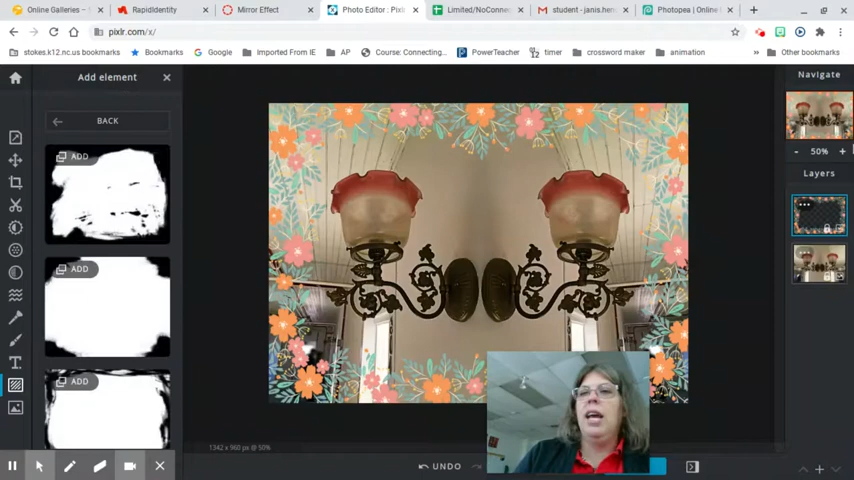 Online Galleries – S
RapidIdentity
Mirror Effect
Photo Editor : Pixlr
Limited/NoConnec
student - janis.hen
Photopea | Online
pixlr.com/x/
stokes.k12.nc.us bookmarks
Bookmarks
Google
Imported From IE
AP
Course: Connecting...
PowerTeacher
timer
crossword maker
animation
»
Other bookmarks
Add element
Navigate
BACK
ADD
- 50% +
Layers
ADD
ADD
1342 x 960 px @ 50%
UNDO